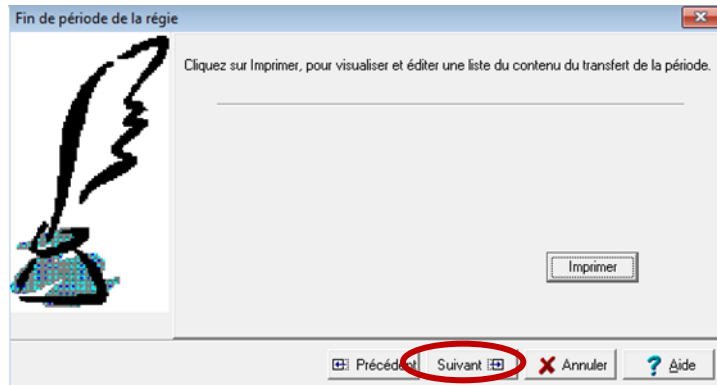 Fin de période de la régie
Cliquez sur Imprimer, pour visualiser et éditer une liste du contenu du transfert de la période.
Imprimer
Précédent Suivant Annuler ? Aide